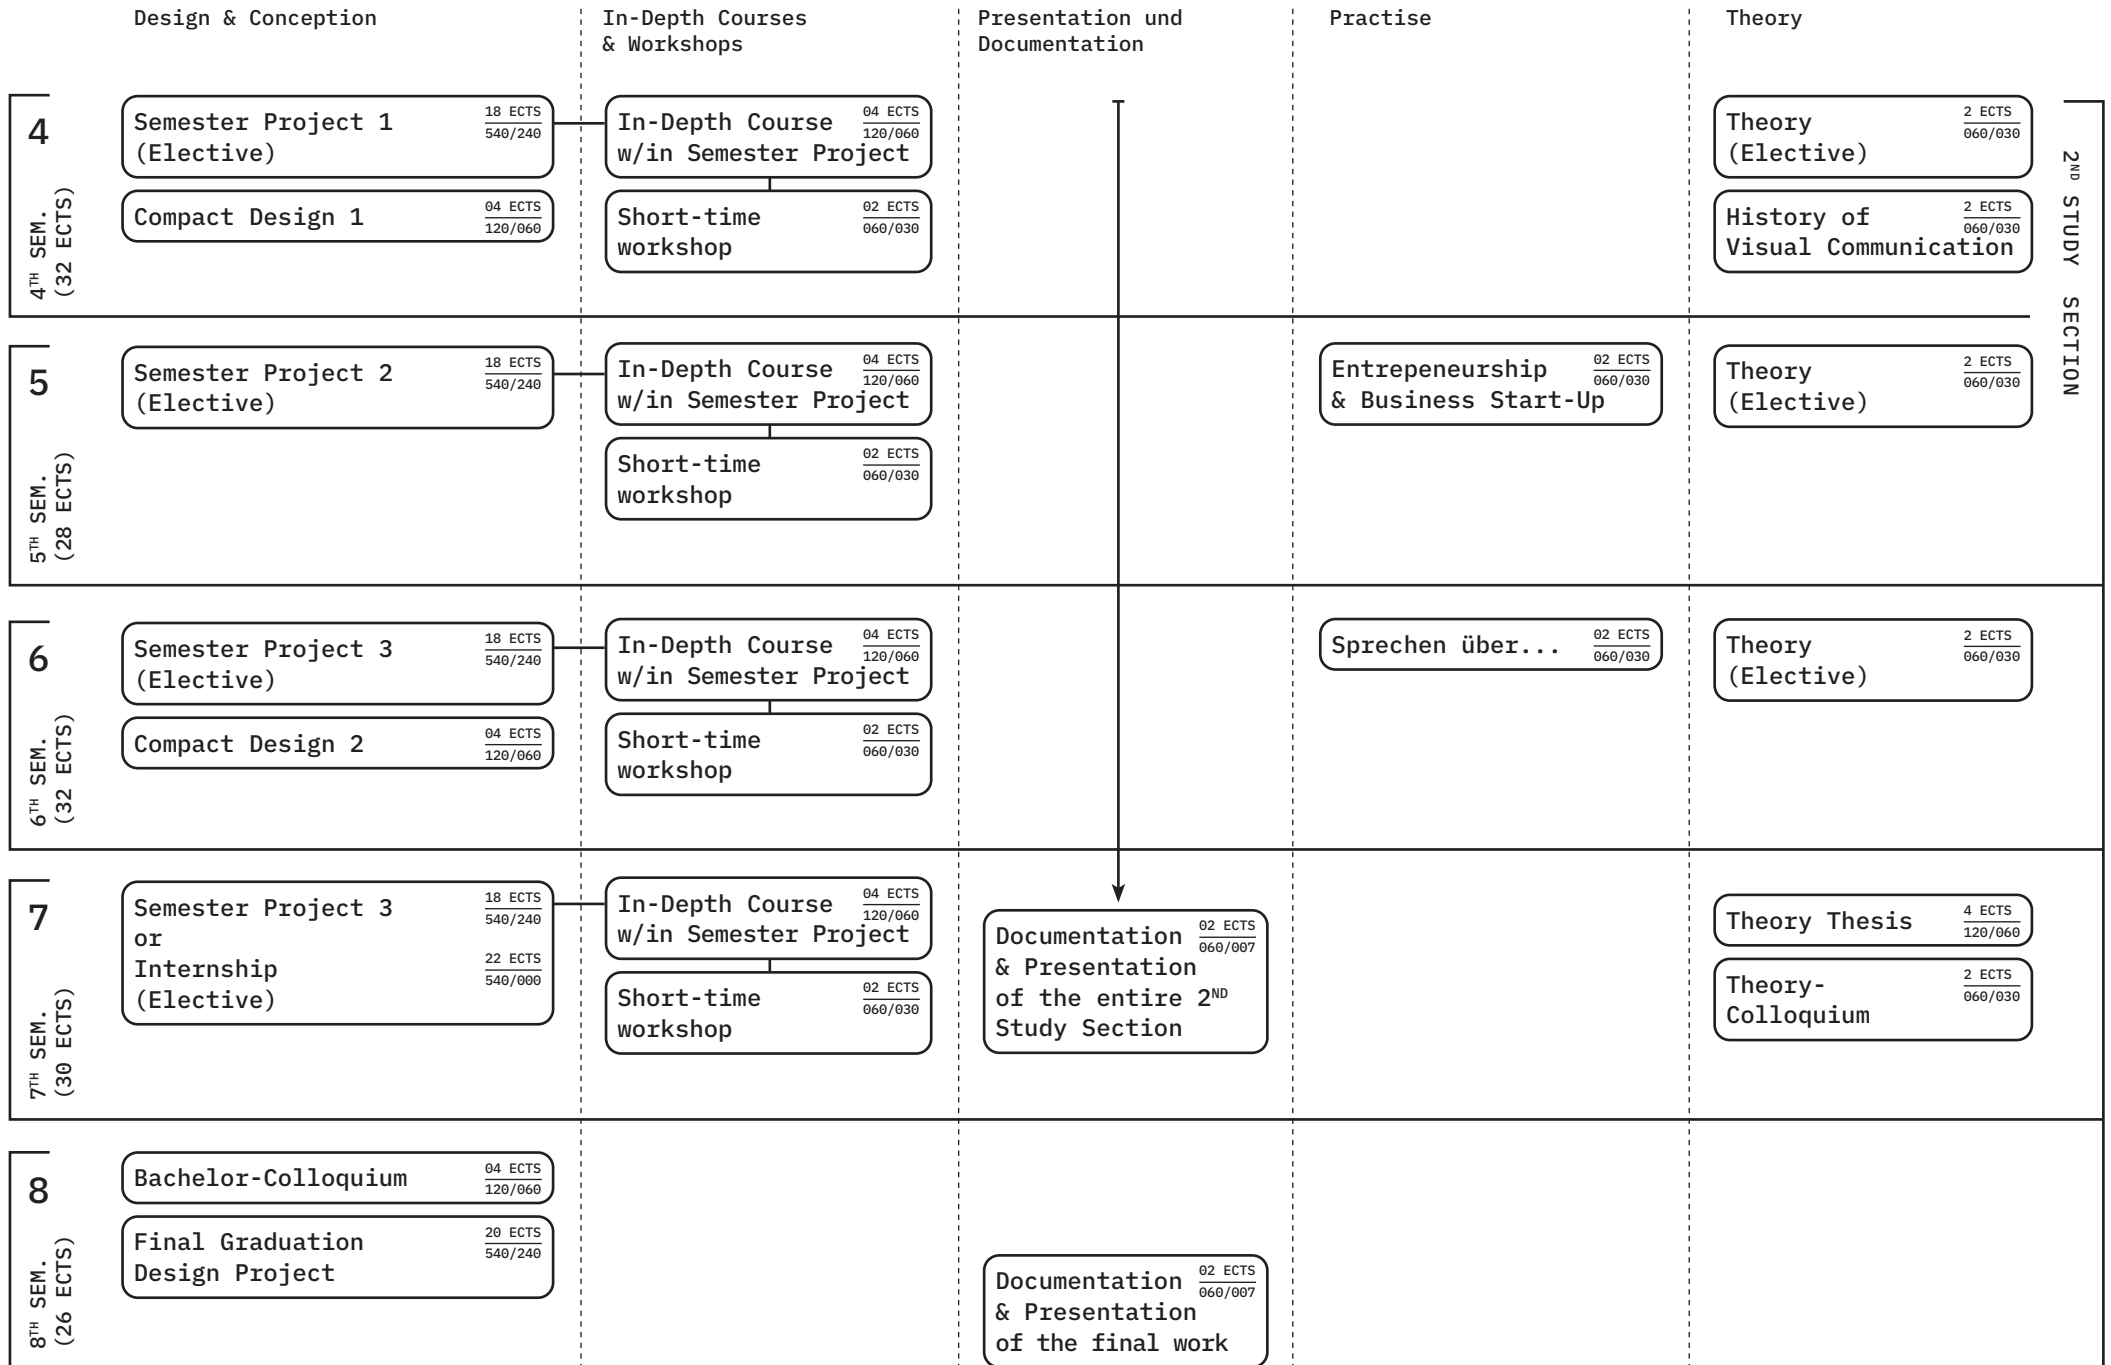 Design & Conception
In-Depth Courses
& Workshops
Presentation und
Documentation
Practise
Theory
4
4TH SEM.
(32 ECTS)
Semester Project 1
(Elective)
18 ECTS
540/240
Compact Design 1
04 ECTS
120/060
In-Depth Course
w/in Semester Project
04 ECTS
120/060
Short-time
workshop
02 ECTS
060/030
Theory
(Elective)
2 ECTS
060/030
History of
Visual Communication
2 ECTS
060/030
2ND STUDY SECTION
5
5TH SEM.
(28 ECTS)
Semester Project 2
(Elective)
18 ECTS
540/240
In-Depth Course
w/in Semester Project
04 ECTS
120/060
Short-time
workshop
02 ECTS
060/030
Entrepeneurship
& Business Start-Up
02 ECTS
060/030
Theory
(Elective)
2 ECTS
060/030
6
6TH SEM.
(32 ECTS)
Semester Project 3
(Elective)
18 ECTS
540/240
Compact Design 2
04 ECTS
120/060
In-Depth Course
w/in Semester Project
04 ECTS
120/060
Short-time
workshop
02 ECTS
060/030
Sprechen über...
02 ECTS
060/030
Theory
(Elective)
2 ECTS
060/030
7
7TH SEM.
(30 ECTS)
Semester Project 3
or
Internship
(Elective)
18 ECTS
540/240
22 ECTS
540/000
In-Depth Course
w/in Semester Project
04 ECTS
120/060
Short-time
workshop
02 ECTS
060/030
Documentation
& Presentation
of the entire 2ND
Study Section
02 ECTS
060/007
Theory Thesis
4 ECTS
120/060
Theory-
Colloquium
2 ECTS
060/030
8
8TH SEM.
(26 ECTS)
Bachelor-Colloquium
04 ECTS
120/060
Final Graduation
Design Project
20 ECTS
540/240
Documentation
& Presentation
of the final work
02 ECTS
060/007